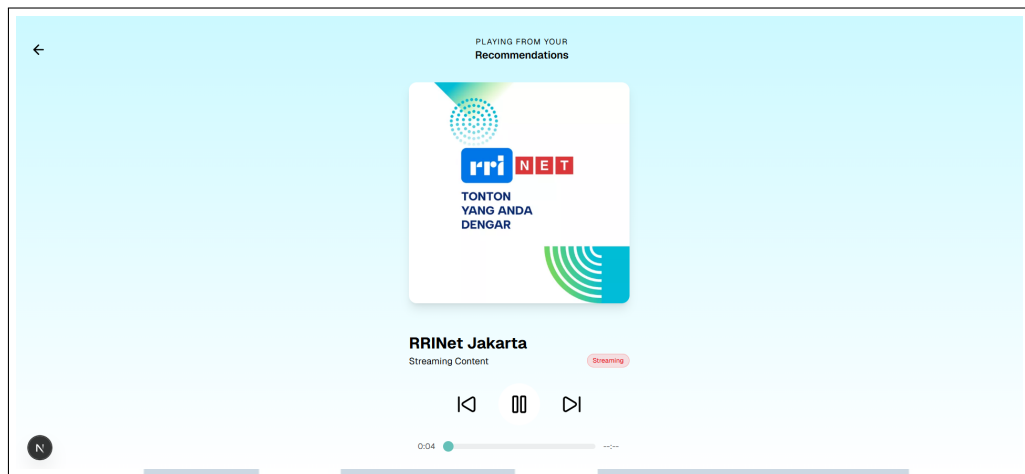 PLAYING FROM YOUR
Recommendations
rri NET
TONTON
YANG ANDA
DENGAR
RRINet Jakarta
Streaming Content
Streaming
0:04
--:--
N